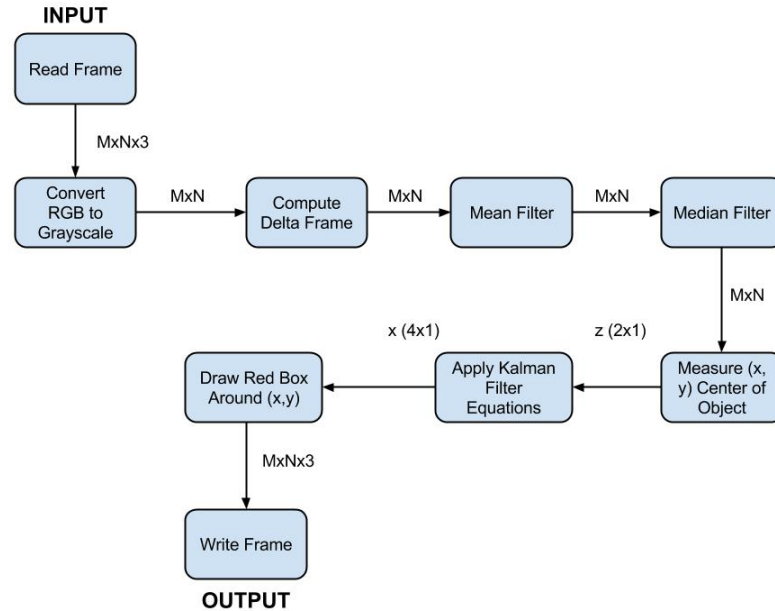 INPUT
Read Frame
MxNx3
Convert
RGB to
Grayscale
MxN
Compute
Delta Frame
MxN
Mean Filter
MxN
Median Filter
MxN
Measure (x,
y) Center of
Object
z (2x1)
Apply Kalman
Filter
Equations
x (4x1)
Draw Red Box
Around (x,y)
MxNx3
Write Frame
OUTPUT